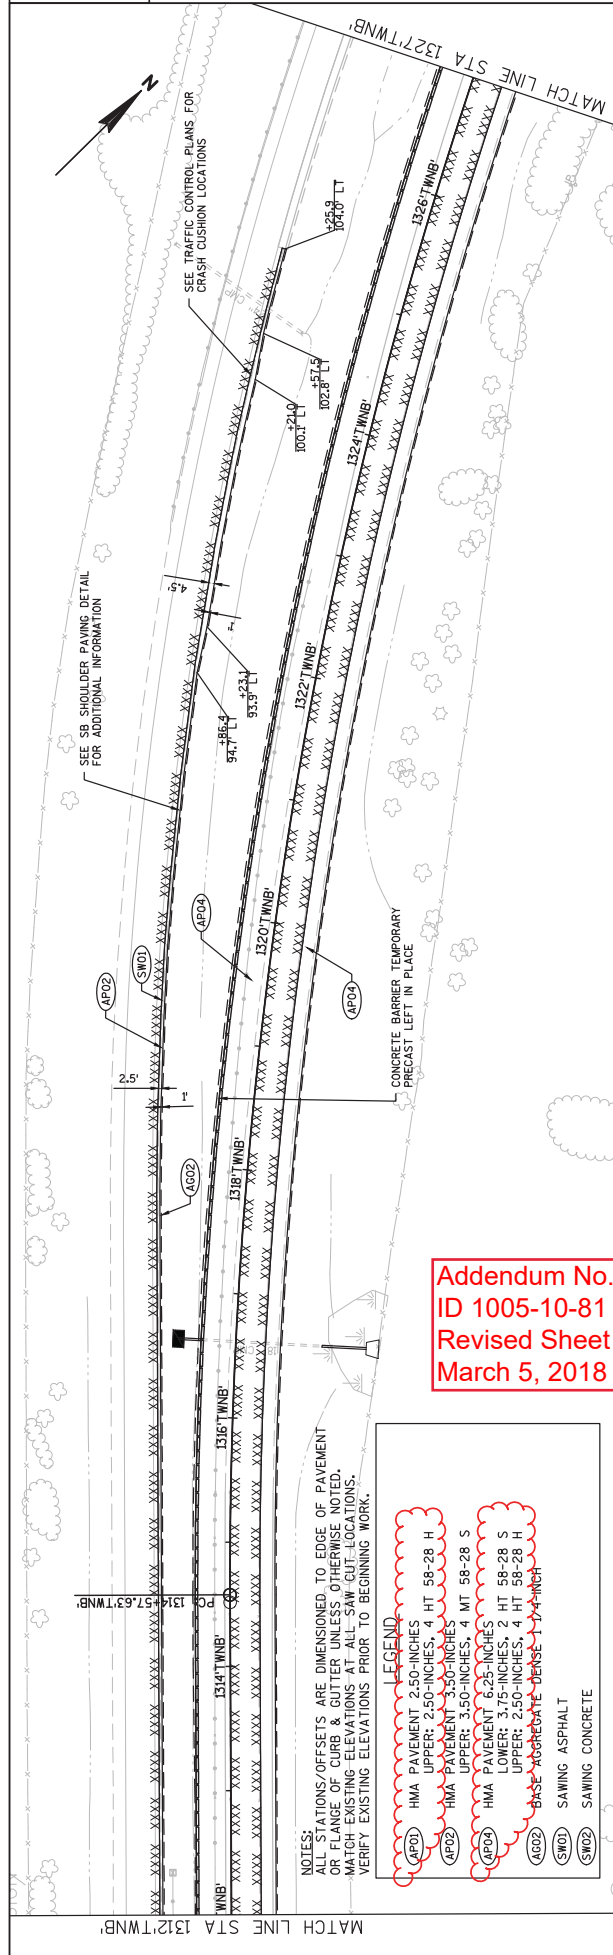 MATCH LINE STA 1327'TWNB'
N
SEE TRAFFIC CONTROL PLANS FOR
CRASH CUSHION LOCATIONS
+25.9
104.0' LT
+57.5
102.8' LT
+21.0
100.1' LT
1326'TWNB'
1324'TWNB'
4.5'
1'
SEE SB SHOULDER PAVING DETAIL
FOR ADDITIONAL INFORMATION
+23.1
93.9' LT
+86.4
94.7' LT
1322'TWNB'
AP04
1320'TWNB'
SW01
AP02
2.5'
1'
AP04
CONCRETE BARRIER TEMPORARY
PRECAST LEFT IN PLACE
1318'TWNB'
AG02
1316'TWNB'
PC 1314+57.63'TWNB'
1314'TWNB'
WNB'
MATCH LINE STA 1312'TWNB'
Addendum No.
ID 1005-10-81
Revised Sheet
March 5, 2018
NOTES:
ALL STATIONS/OFFSETS ARE DIMENSIONED TO EDGE OF PAVEMENT
OR FLANGE OF CURB & GUTTER UNLESS OTHERWISE NOTED.
MATCH EXISTING ELEVATIONS AT ALL SAW CUT LOCATIONS.
VERIFY EXISTING ELEVATIONS PRIOR TO BEGINNING WORK.
LEGEND
AP01 HMA PAVEMENT 2.50-INCHES
UPPER: 2.50-INCHES, 4 HT 58-28 H
AP02 HMA PAVEMENT 3.50-INCHES
UPPER: 3.50-INCHES, 4 MT 58-28 S
AP04 HMA PAVEMENT 6.25-INCHES
LOWER: 3.75-INCHES, 2 HT 58-28 S
UPPER: 2.50-INCHES, 4 HT 58-28 H
AG02 BASE AGGREGATE DENSE 1 1/4-INCH
SW01 SAWING ASPHALT
SW02 SAWING CONCRETE